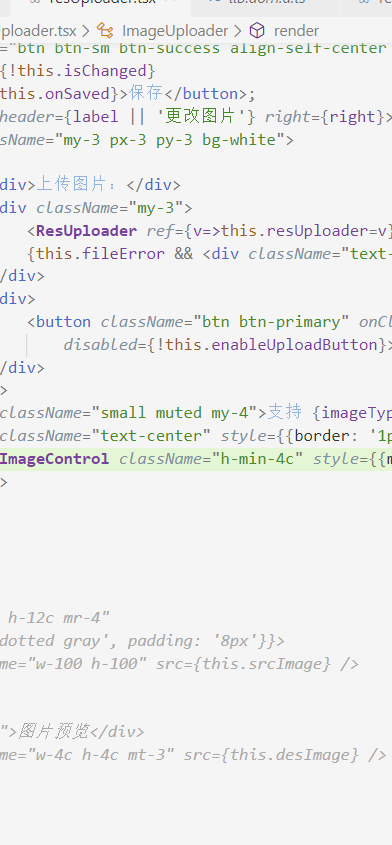 resUploader.tsx
lib.dom.d.ts
ploader.tsx > ImageUploader > render
="btn btn-sm btn-success align-self-center
{!this.isChanged}
this.onSaved}>保存</button>;
header={label || '更改图片'} right={right}>
sName="my-3 px-3 py-3 bg-white">
div>上传图片：</div>
div className="my-3">
<ResUploader ref={v=>this.resUploader=v}
{this.fileError && <div className="text-
/div>
div>
<button className="btn btn-primary" onCl
disabled={!this.enableUploadButton}>
/div>
>
className="small muted my-4">支持 {imageTyp
className="text-center" style={{border: '1p
ImageControl className="h-min-4c" style={{m
>
h-12c mr-4"
dotted gray', padding: '8px'}}>
me="w-100 h-100" src={this.srcImage} />
">图片预览</div>
me="w-4c h-4c mt-3" src={this.desImage} />